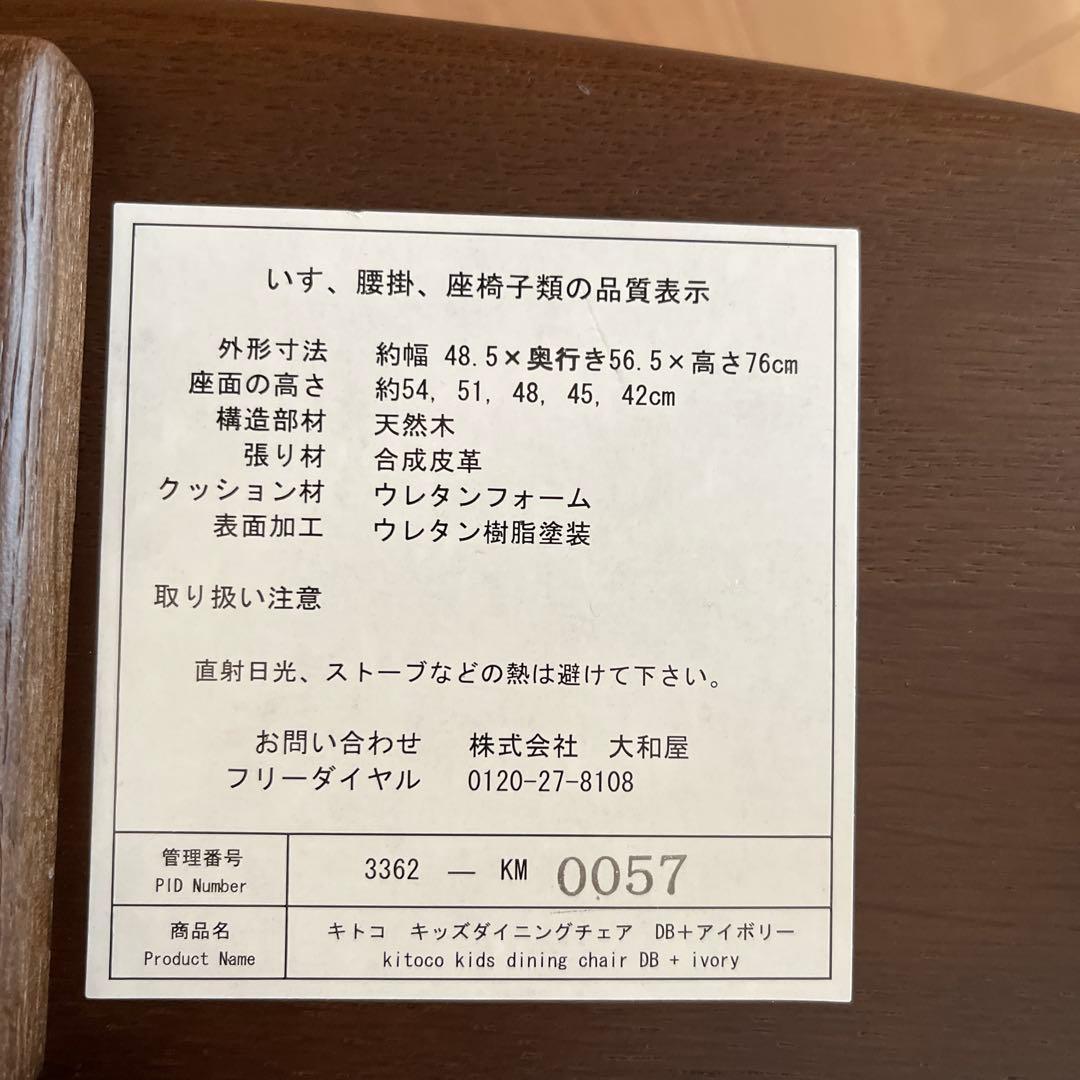 いす、腰掛、座椅子類の品質表示
外形寸法 約幅 48.5×奥行き56.5×高さ76cm
座面の高さ 約54, 51, 48, 45, 42cm
構造部材 天然木
張り材 合成皮革
クッション材 ウレタンフォーム
表面加工 ウレタン樹脂塗装
取り扱い注意
直射日光、ストーブなどの熱は避けて下さい。
お問い合わせ 株式会社 大和屋
フリーダイヤル 0120-27-8108
管理番号
PID Number
3362 — KM 0057
商品名
Product Name
キトコ キッズダイニングチェア DB＋アイボリー
kitoco kids dining chair DB + ivory